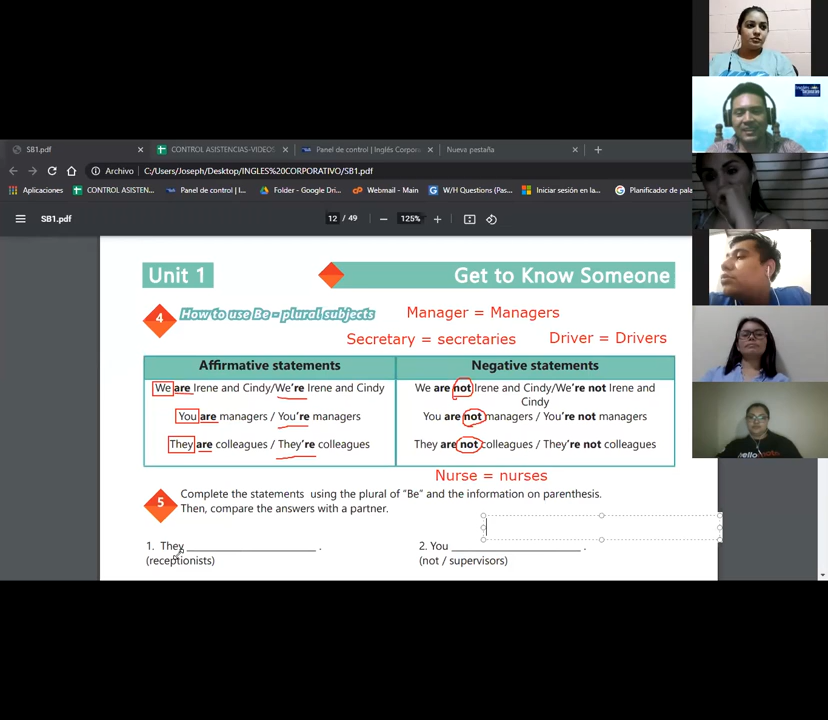 SB1.pdf
CONTROL ASISTENCIAS-VIDEOS
Panel de control | Inglés Corpor
Nueva pestaña
Archivo
C:/Users/Joseph/Desktop/INGLES%20CORPORATIVO/SB1.pdf
Aplicaciones
CONTROL ASISTEN...
Panel de control | I...
Folder - Google Dri...
Webmail - Main
W/H Questions (Pas...
Iniciar sesión en la...
Planificador de pala
SB1.pdf
12 / 49
125%
Unit 1
Get to Know Someone
4
How to use Be - plural subjects
Manager = Managers
Secretary = secretaries
Driver = Drivers
Affirmative statements
Negative statements
We are Irene and Cindy/We're Irene and Cindy
We are not Irene and Cindy/We're not Irene and
Cindy
You are managers / You're managers
You are not managers / You're not managers
They are colleagues / They're colleagues
They are not colleagues / They're not colleagues
Nurse = nurses
5
Complete the statements using the plural of "Be" and the information on parenthesis.
Then, compare the answers with a partner.
1. They ____________________ .
2. You ____________________ .
(receptionists)
(not / supervisors)